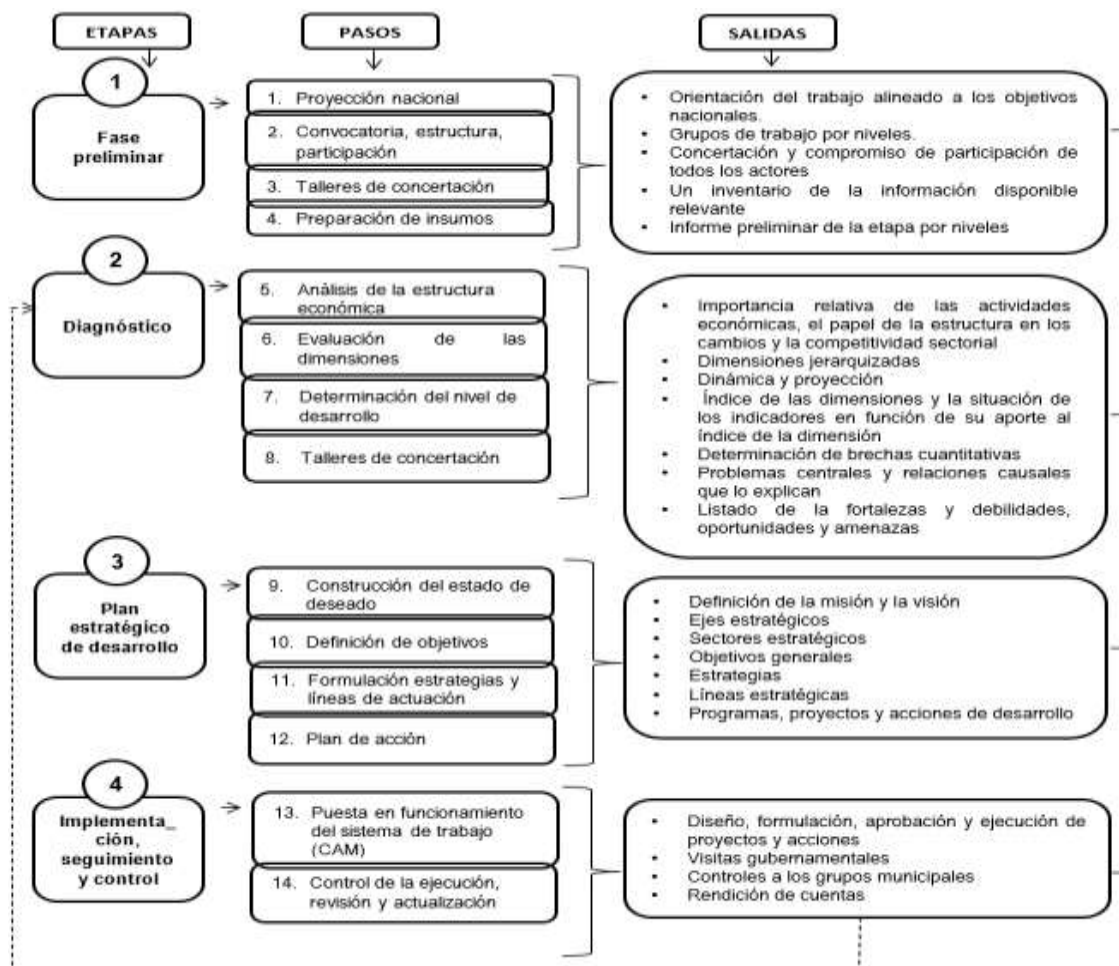 ETAPAS
PASOS
SALIDAS
1
Fase
preliminar
1. Proyección nacional
2. Convocatoria, estructura,
participación
3. Talleres de concertación
4. Preparación de insumos
• Orientación del trabajo alineado a los objetivos
nacionales.
• Grupos de trabajo por niveles.
• Concertación y compromiso de participación de
todos los actores
• Un inventario de la información disponible
relevante
• Informe preliminar de la etapa por niveles
2
Diagnóstico
5. Análisis de la estructura
económica
6. Evaluación de las
dimensiones
7. Determinación del nivel de
desarrollo
8. Talleres de concertación
• Importancia relativa de las actividades
económicas, el papel de la estructura en los
cambios y la competitividad sectorial
• Dimensiones jerarquizadas
• Dinámica y proyección
• Índice de las dimensiones y la situación de
los indicadores en función de su aporte al
índice de la dimensión
• Determinación de brechas cuantitativas
• Problemas centrales y relaciones causales
que lo explican
• Listado de la fortalezas y debilidades,
oportunidades y amenazas
3
Plan
estratégico
de desarrollo
9. Construcción del estado de
deseado
10. Definición de objetivos
11. Formulación estrategias y
líneas de actuación
12. Plan de acción
• Definición de la misión y la visión
• Ejes estratégicos
• Sectores estratégicos
• Objetivos generales
• Estrategias
• Líneas estratégicas
• Programas, proyectos y acciones de desarrollo
4
Implementa_
ción,
seguimiento
y control
13. Puesta en funcionamiento
del sistema de trabajo
(CAM)
14. Control de la ejecución,
revisión y actualización
• Diseño, formulación, aprobación y ejecución de
proyectos y acciones
• Visitas gubernamentales
• Controles a los grupos municipales
• Rendición de cuentas